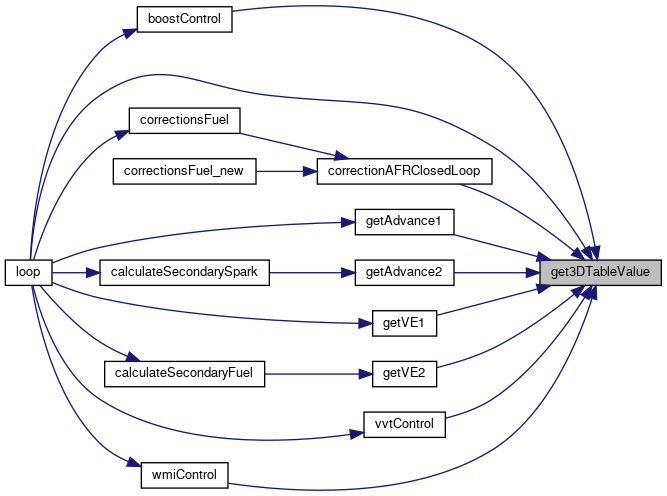 boostControl
correctionsFuel
correctionsFuel_new
correctionAFRClosedLoop
getAdvance1
loop
calculateSecondarySpark
getAdvance2
get3DTableValue
getVE1
calculateSecondaryFuel
getVE2
vvtControl
wmiControl